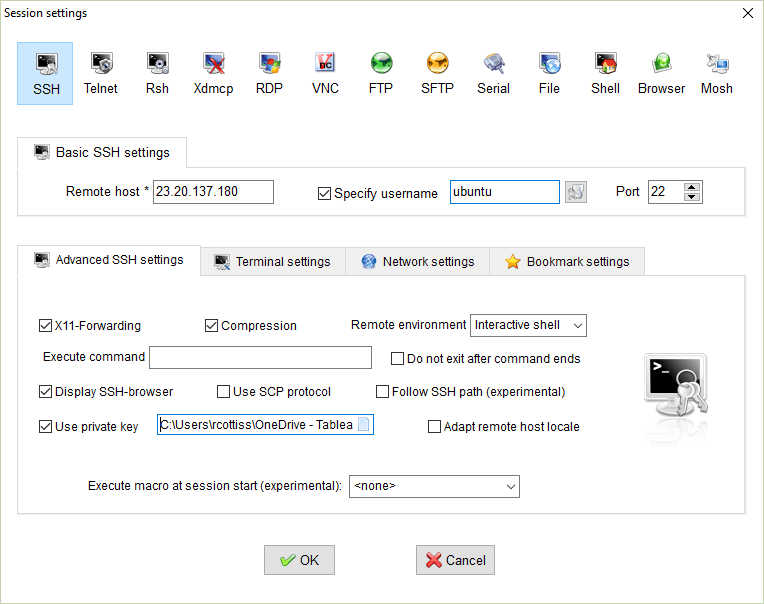 Session settings
SSH Telnet Rsh Xdmcp RDP VNC FTP SFTP Serial File Shell Browser Mosh
Basic SSH settings
Remote host * 23.20.137.180 Specify username ubuntu Port 22
Advanced SSH settings Terminal settings Network settings Bookmark settings
X11-Forwarding Compression Remote environment Interactive shell
Execute command Do not exit after command ends
Display SSH-browser Use SCP protocol Follow SSH path (experimental)
Use private key C:\Users\rcottiss\OneDrive - Tablea Adapt remote host locale
Execute macro at session start (experimental): <none>
OK Cancel